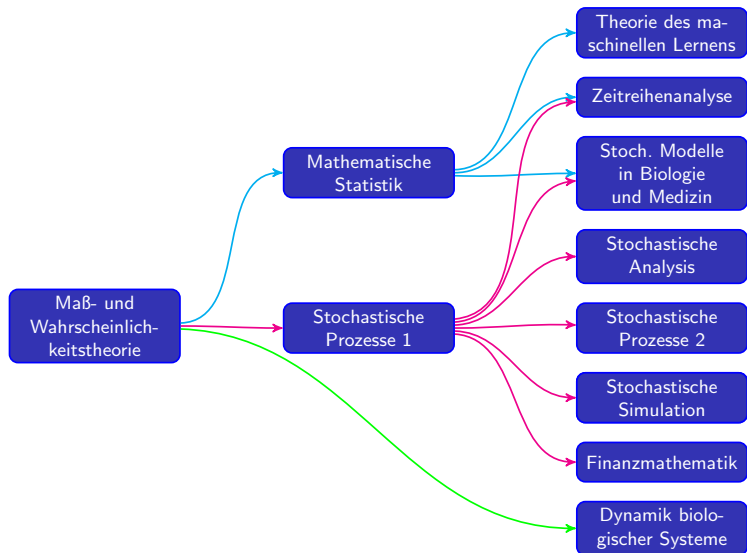 Theorie des ma-
schinellen Lernens
Zeitreihenanalyse
Mathematische
Statistik
Stoch. Modelle
in Biologie
und Medizin
Stochastische
Analysis
Maß- und
Wahrscheinlich-
keitstheorie
Stochastische
Prozesse 1
Stochastische
Prozesse 2
Stochastische
Simulation
Finanzmathematik
Dynamik biolo-
gischer Systeme